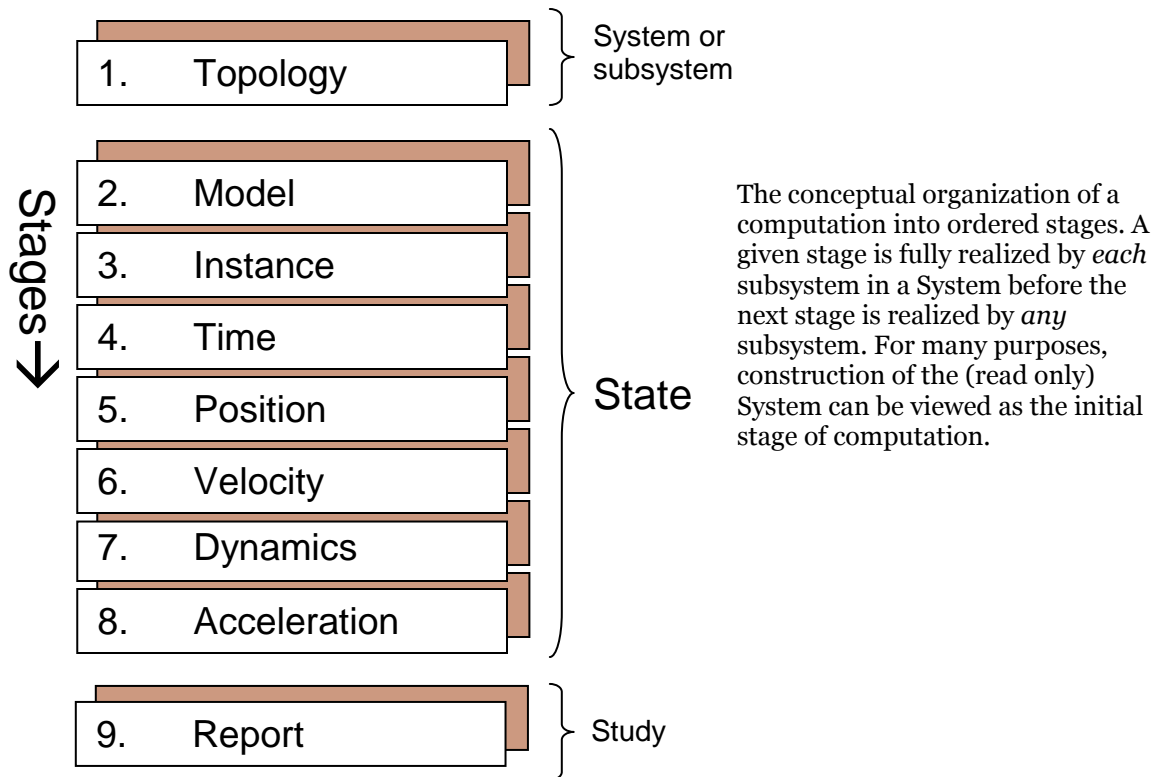 1. Topology
System or
subsystem
Stages→
2. Model
3. Instance
4. Time
5. Position
6. Velocity
7. Dynamics
8. Acceleration
State
The conceptual organization of a
computation into ordered stages. A
given stage is fully realized by each
subsystem in a System before the
next stage is realized by any
subsystem. For many purposes,
construction of the (read only)
System can be viewed as the initial
stage of computation.
9. Report
Study